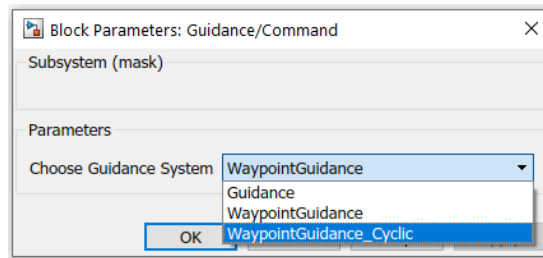 Block Parameters: Guidance/Command
Subsystem (mask)
Parameters
Choose Guidance System WaypointGuidance
Guidance
WaypointGuidance
WaypointGuidance_Cyclic
OK